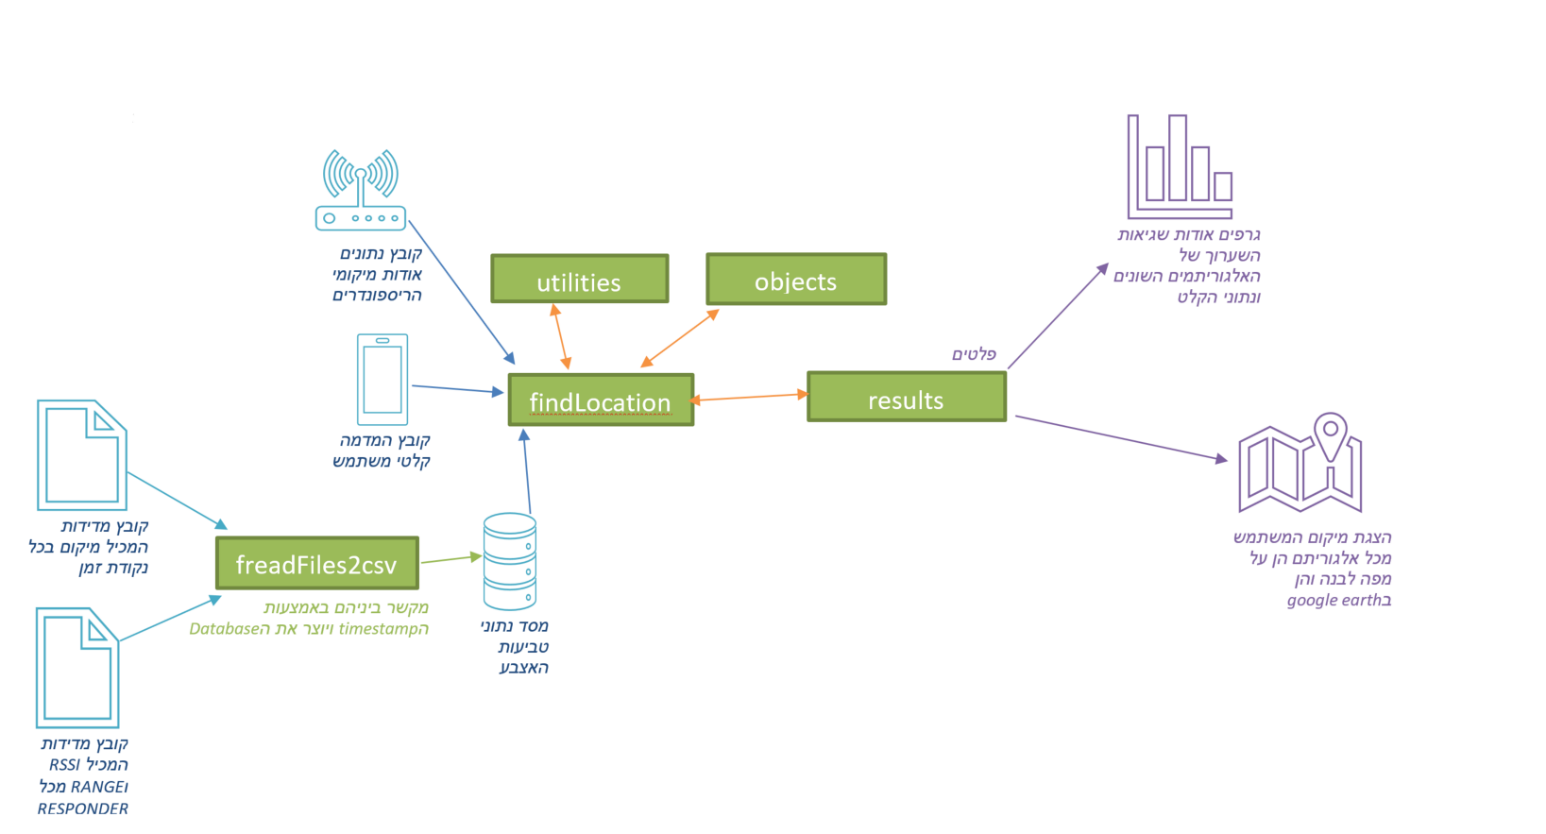 קובץ נתונים
אודות מיקומי
הריספונדרים
utilities
objects
גרפים אודות שגיאות
השערוך של
האלגוריתמים השונים
ונתוני הקלט
פלטים
findLocation
results
קובץ המדמה
קלטי משתמש
קובץ מדידות
המכיל מיקום בכל
נקודת זמן
freadFiles2csv
מקשר ביניהם באמצעות
הtimestamp ויוצר את הDatabase
מסד נתוני
טביעות
האצבע
הצגת מיקום המשתמש
מכל אלגוריתם הן על
מפה לבנה והן
בgoogle earth
קובץ מדידות
המכיל RSSI
וRANGE מכל
RESPONDER